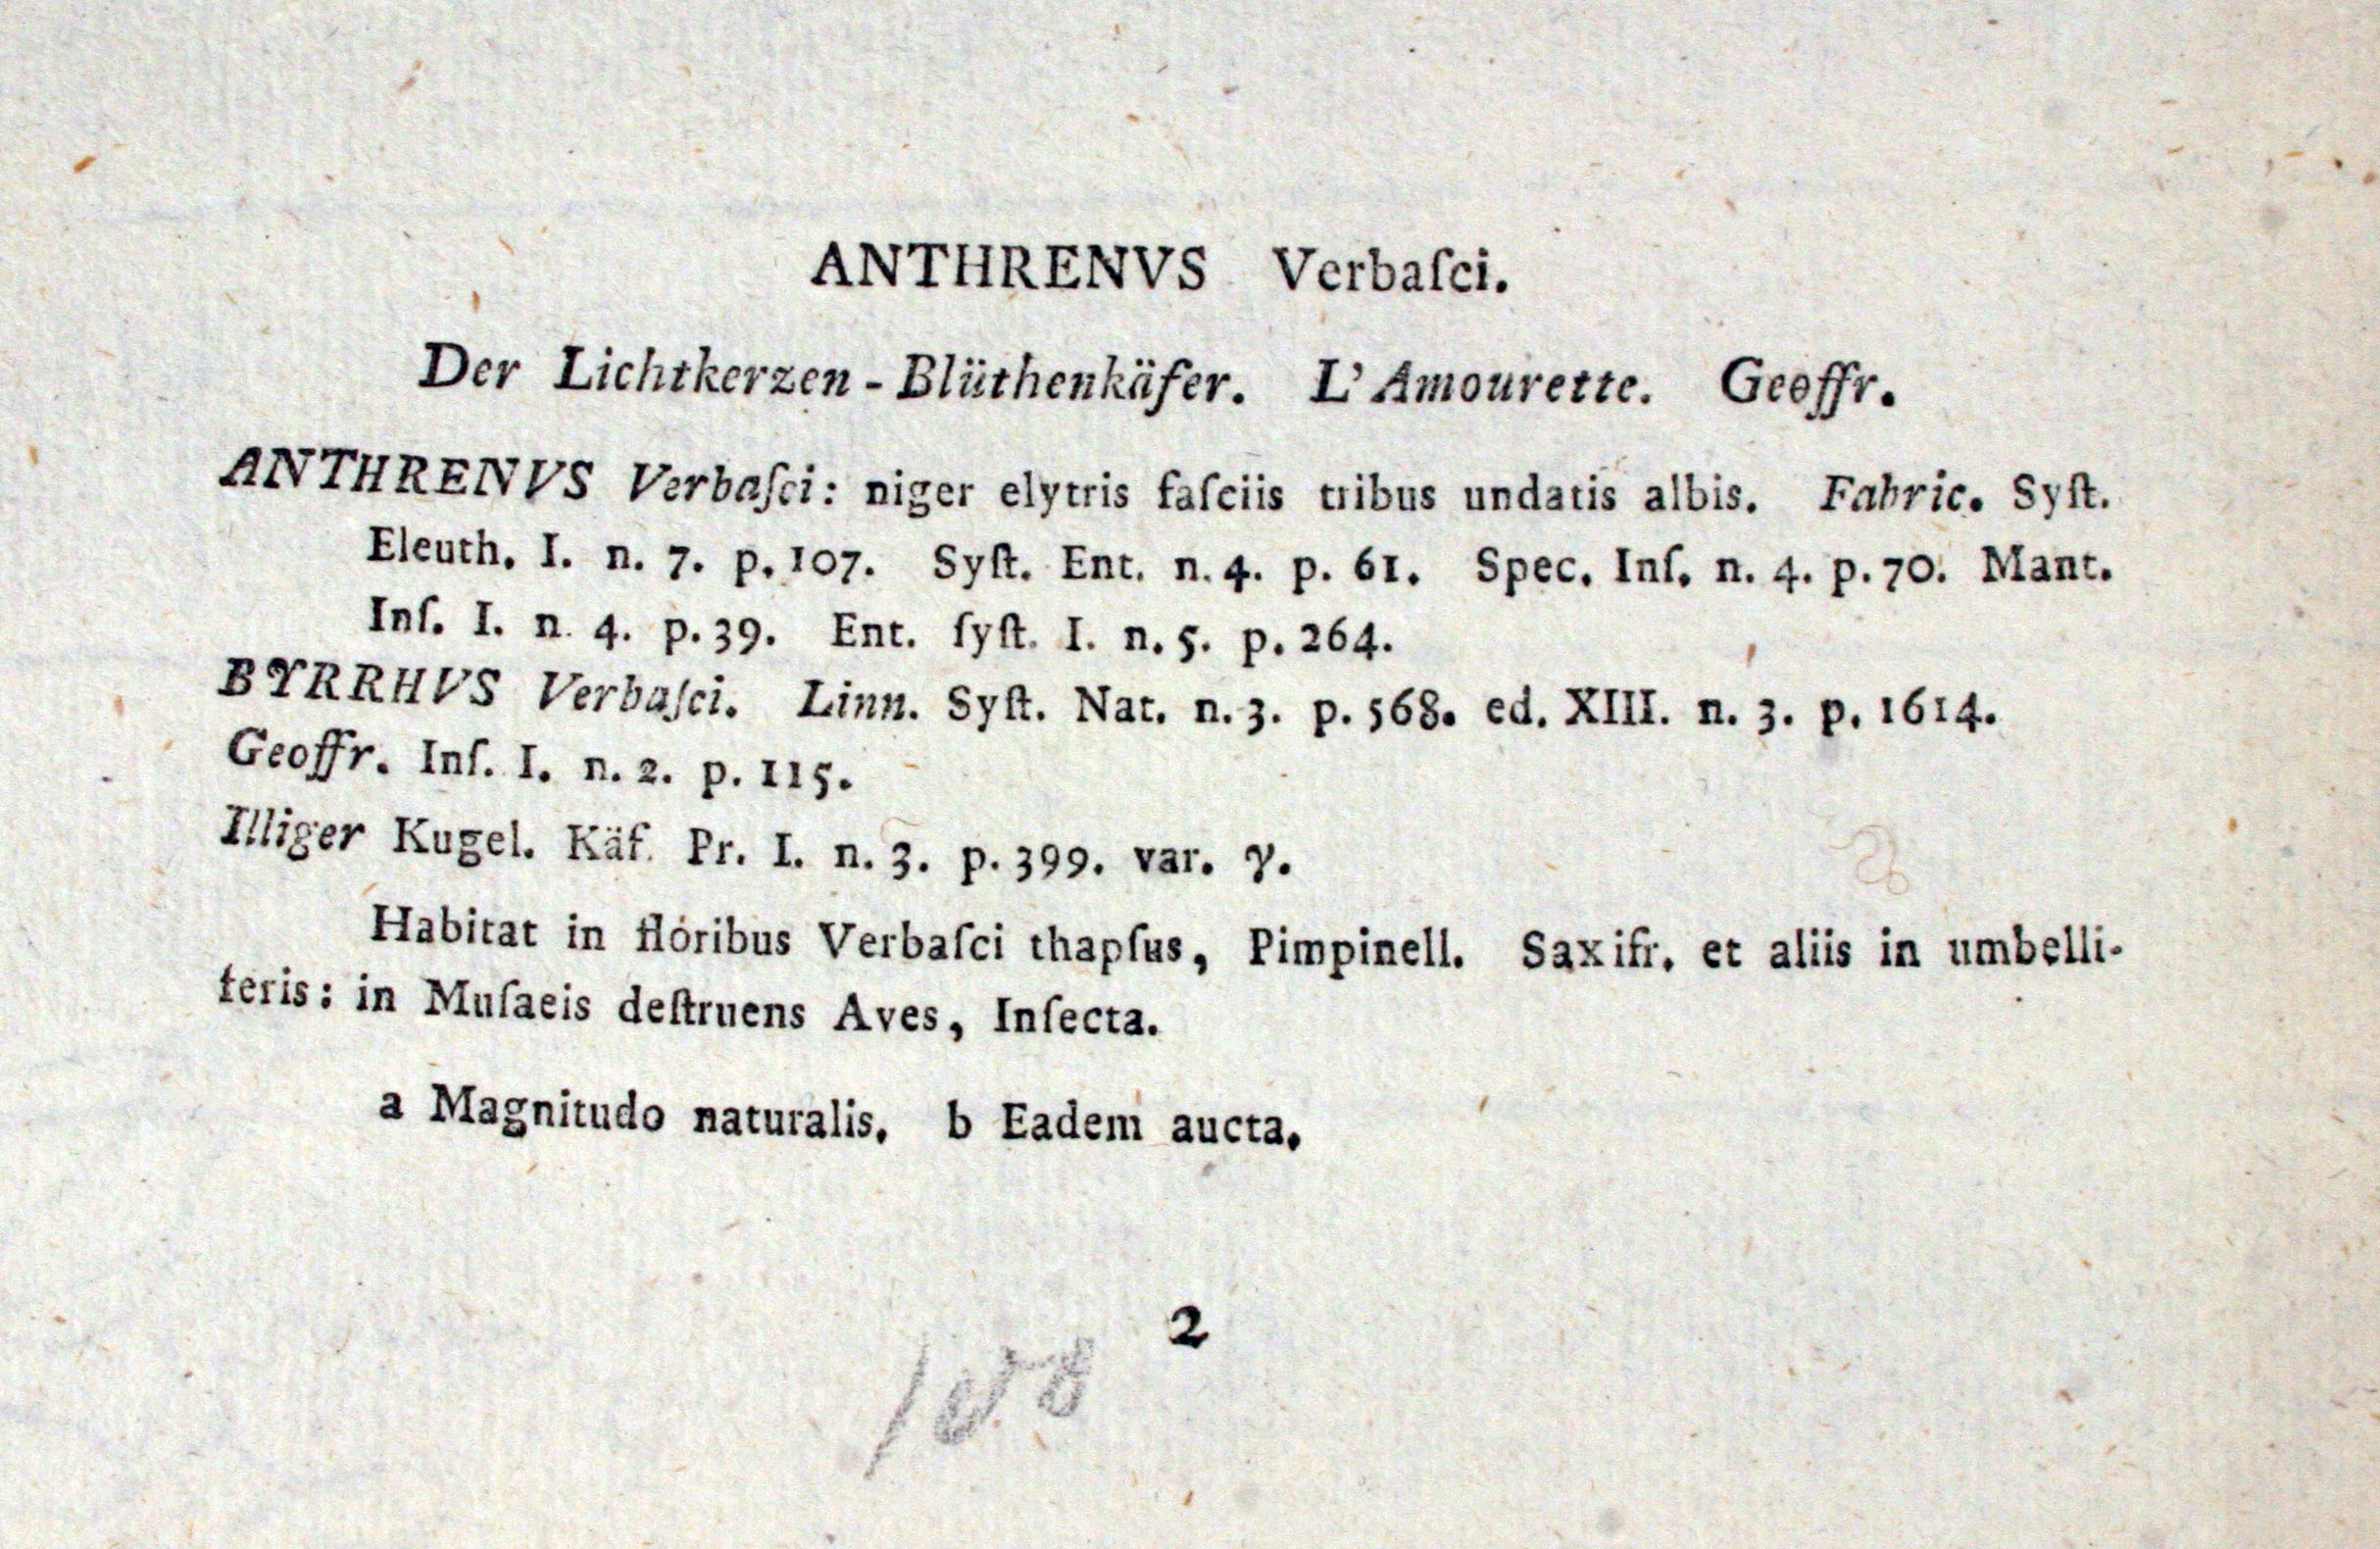 ANTHRENVS Verbaſci.
Der Lichtkerzen-Blüthenkäfer. L'Amourette. Geoffr.
ANTHRENVS Verbaſci: niger elytris faſciis tribus undatis albis. Fabric. Syſt.
Eleuth. I. n. 7. p. 107. Syſt. Ent. n. 4. p. 61. Spec. Inſ. n. 4. p. 70. Mant.
Inſ. I. n. 4. p. 39. Ent. ſyſt. I. n. 5. p. 264.
BYRRHVS Verbaſci. Linn. Syſt. Nat. n. 3. p. 568. ed. XIII. n. 3. p. 1614.
Geoffr. Inſ. I. n. 2. p. 115.
Illiger Kugel. Käf. Pr. I. n. 3. p. 399. var. γ.
Habitat in floribus Verbaſci thapſus, Pimpinell. Saxifr. et aliis in umbelli-
feris: in Muſaeis deſtruens Aves, Inſecta.
a Magnitudo naturalis. b Eadem aucta.
2